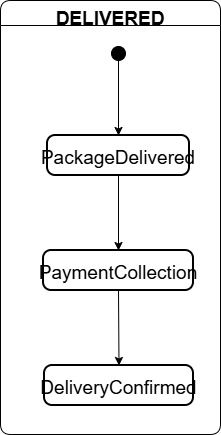 DELIVERED
PackageDelivered
PaymentCollection
DeliveryConfirmed